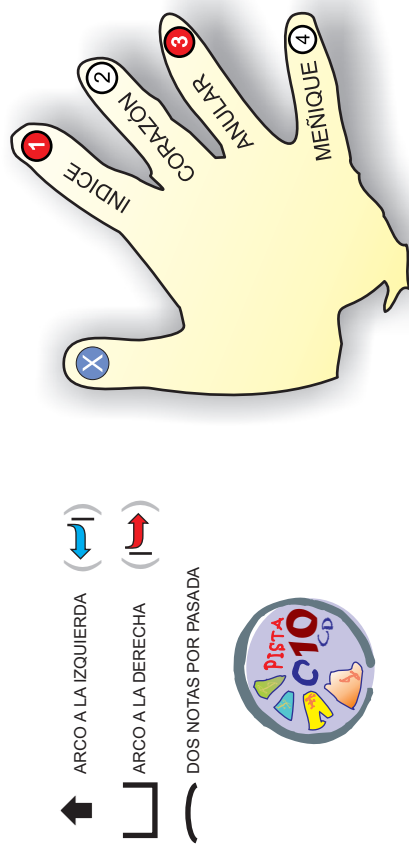 ARCO A LA IZQUIERDA ( )
ARCO A LA DERECHA ( )
DOS NOTAS POR PASADA
PISTA
C10
CD
X
1
INDICE
2
CORAZÓN
3
ANULAR
4
MEÑIQUE